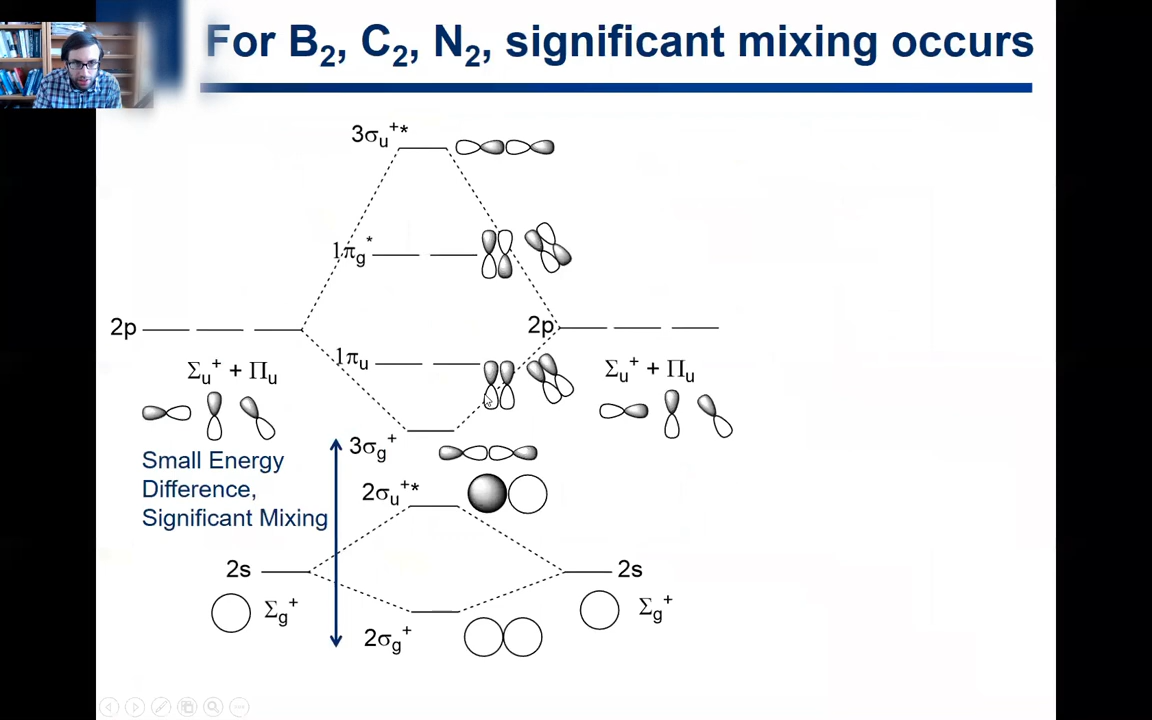 For B₂, C₂, N₂, significant mixing occurs
3σᵤ⁺*
1πg*
2p
2p
1πᵤ
Σᵤ⁺ + Πᵤ
Σᵤ⁺ + Πᵤ
3σg⁺
Small Energy
Difference,
Significant Mixing
2σᵤ⁺*
2s
2s
Σg⁺
Σg⁺
2σg⁺